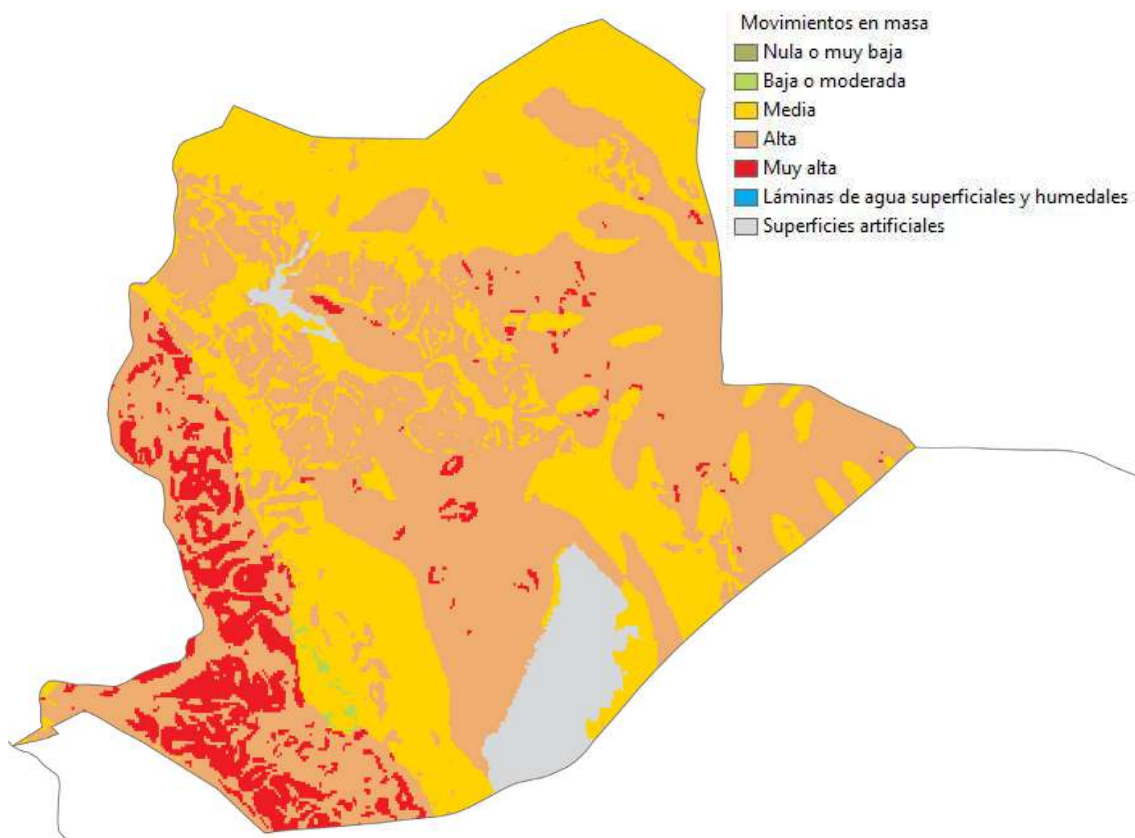 Movimientos en masa
Nula o muy baja
Baja o moderada
Media
Alta
Muy alta
Láminas de agua superficiales y humedales
Superficies artificiales